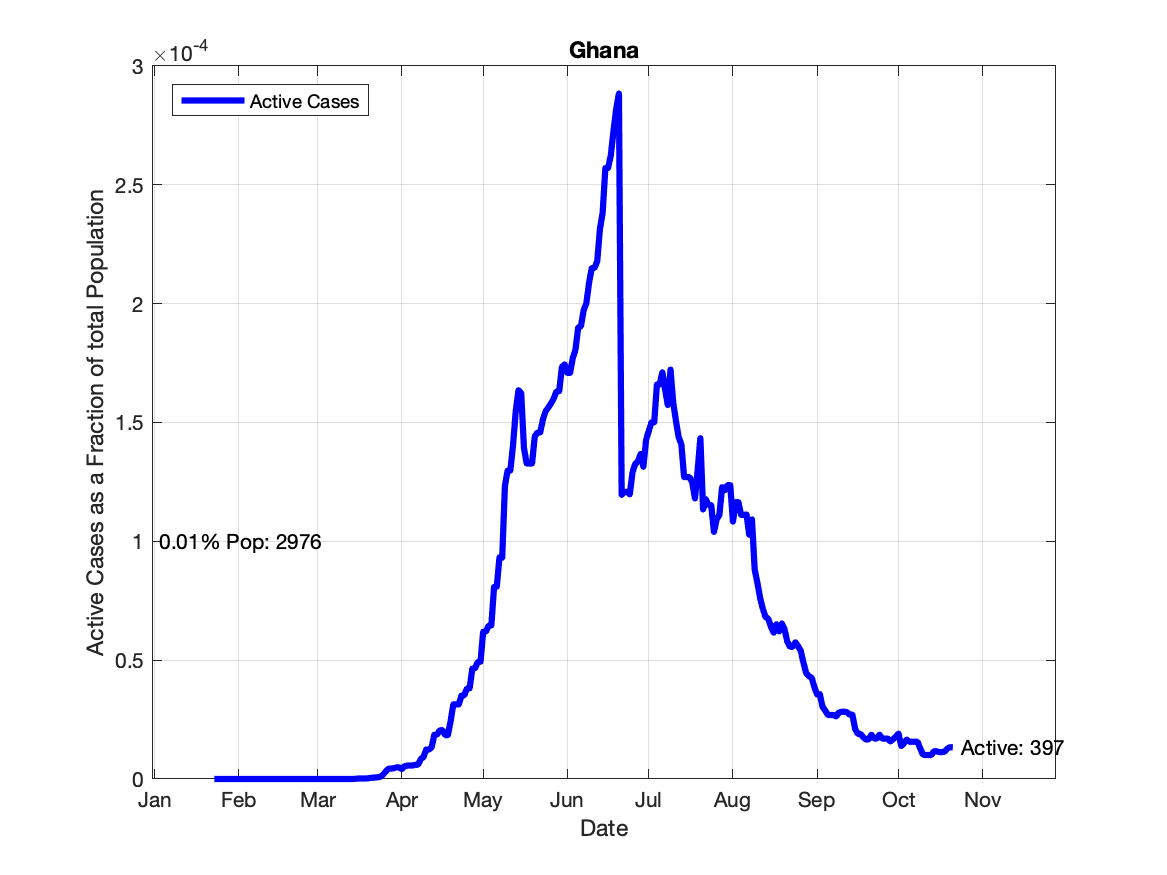 Ghana
×10-4
3
2.5
2
1.5
1
0.5
0
Active Cases as a Fraction of total Population
Active Cases
0.01% Pop: 2976
Active: 397
Jan Feb Mar Apr May Jun Jul Aug Sep Oct Nov
Date